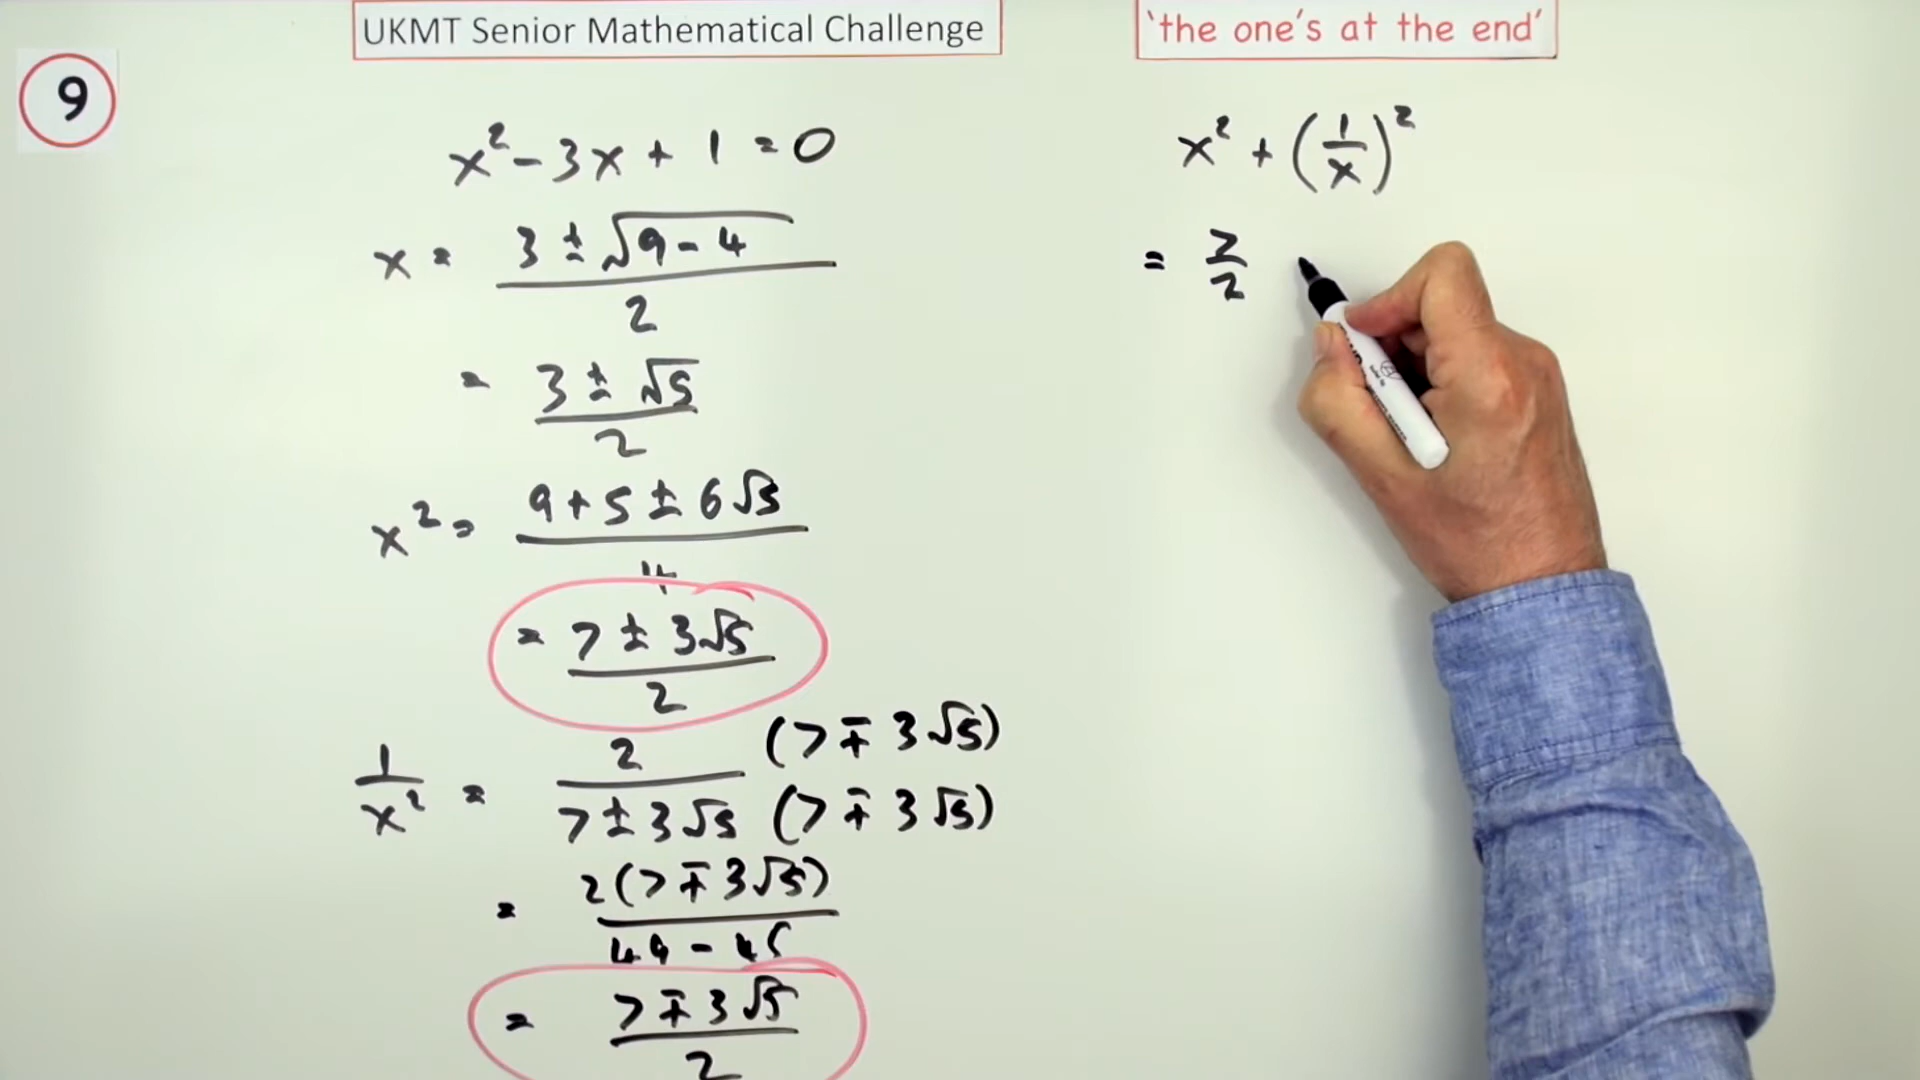 UKMT Senior Mathematical Challenge
'the one's at the end'
9
x² - 3x + 1 = 0
x = (3 ± √(9 - 4)) / 2
= (3 ± √5) / 2
x² = (9 + 5 ± 6√5) / 4
= (7 ± 3√5) / 2
1/x² = 2 / (7 ± 3√5) (7 ∓ 3√5) / (7 ∓ 3√5)
= 2(7 ∓ 3√5) / (49 - 45)
= (7 ∓ 3√5) / 2
x² + (1/x)²
= 7/2